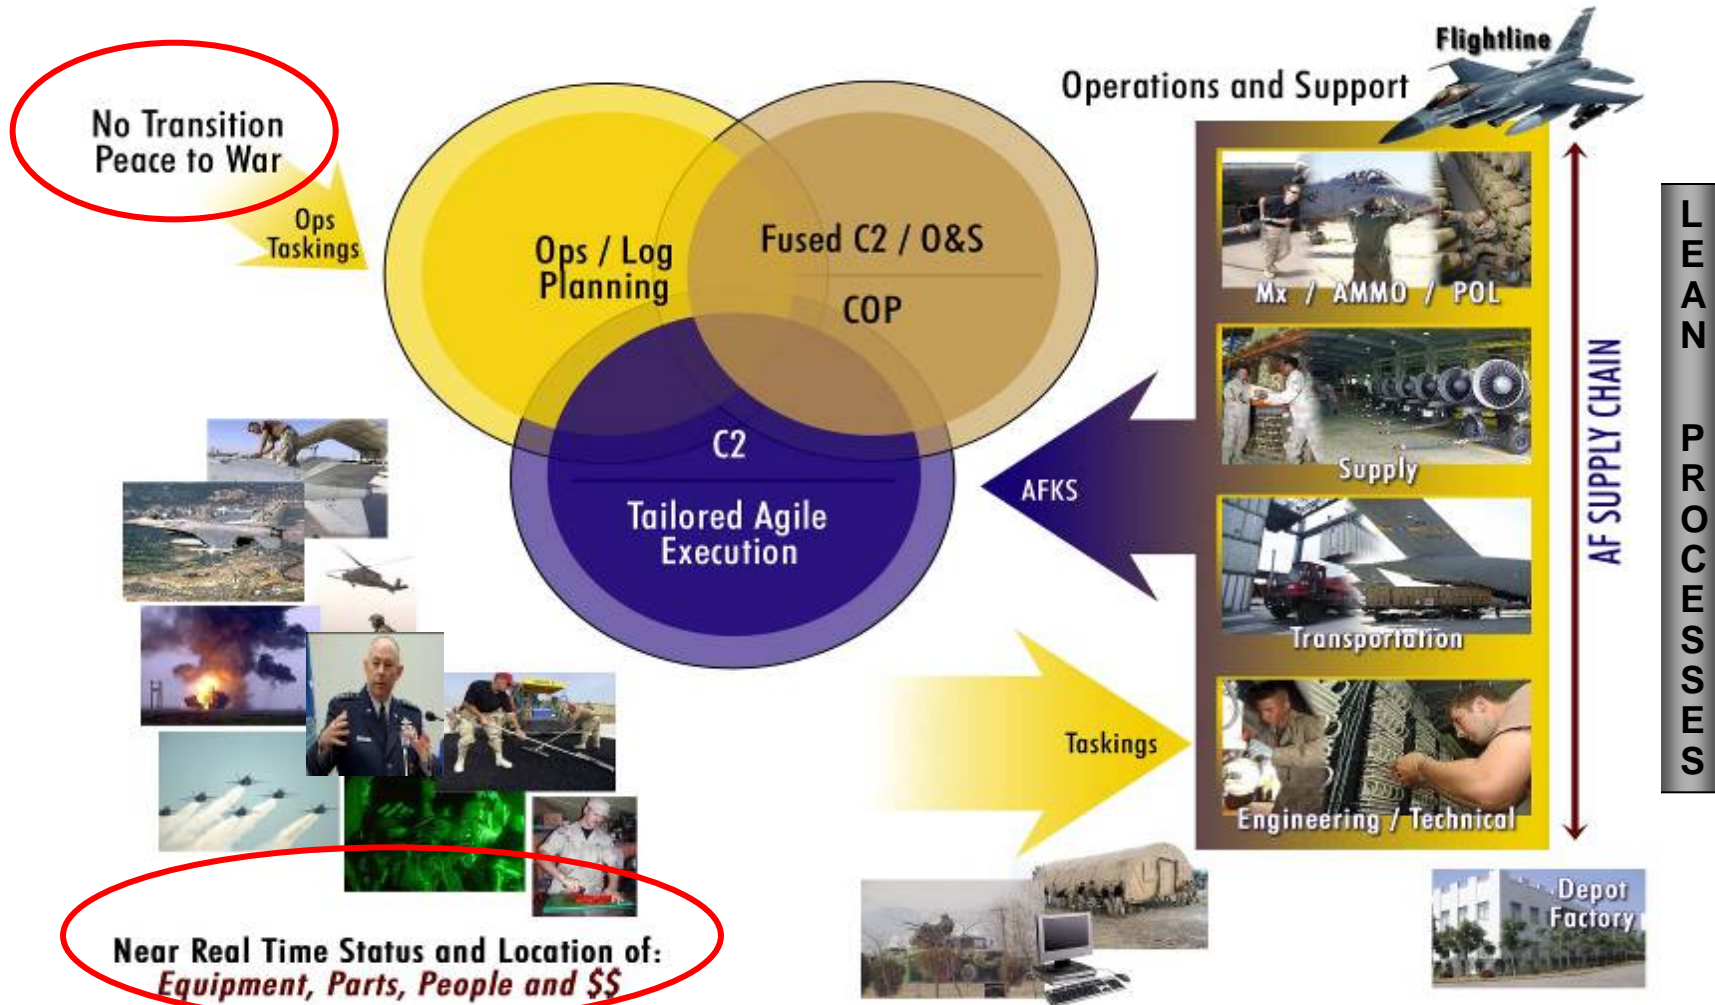 No Transition
Peace to War
Ops
Taskings
Ops / Log
Planning
Fused C2 / O&S
COP
C2
Tailored Agile
Execution
Near Real Time Status and Location of:
Equipment, Parts, People and $$
Flightline
Operations and Support
Mx / AMMO / POL
Supply
Transportation
Engineering / Technical
AFKS
Taskings
AF SUPPLY CHAIN
Depot
Factory
LEAN PROCESSES